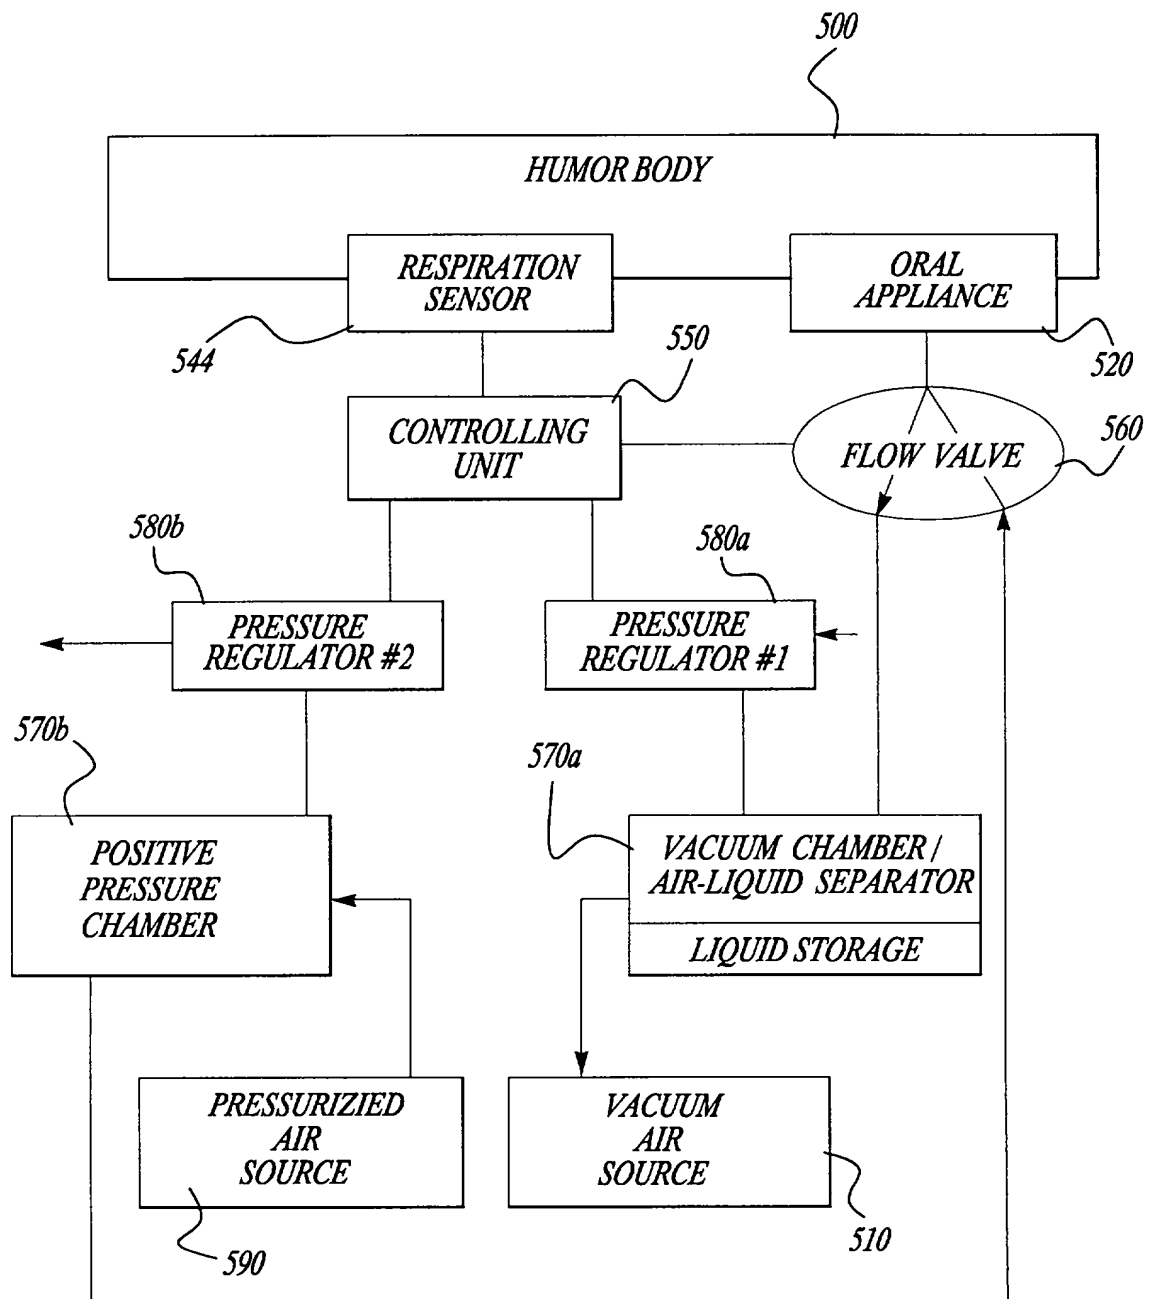 500
HUMOR BODY
RESPIRATION
SENSOR
ORAL
APPLIANCE
544
550
520
CONTROLLING
UNIT
FLOW VALVE
560
580b
580a
PRESSURE
REGULATOR #2
PRESSURE
REGULATOR #1
570b
570a
POSITIVE
PRESSURE
CHAMBER
VACUUM CHAMBER /
AIR-LIQUID SEPARATOR
LIQUID STORAGE
PRESSURIZIED
AIR
SOURCE
VACUUM
AIR
SOURCE
590
510